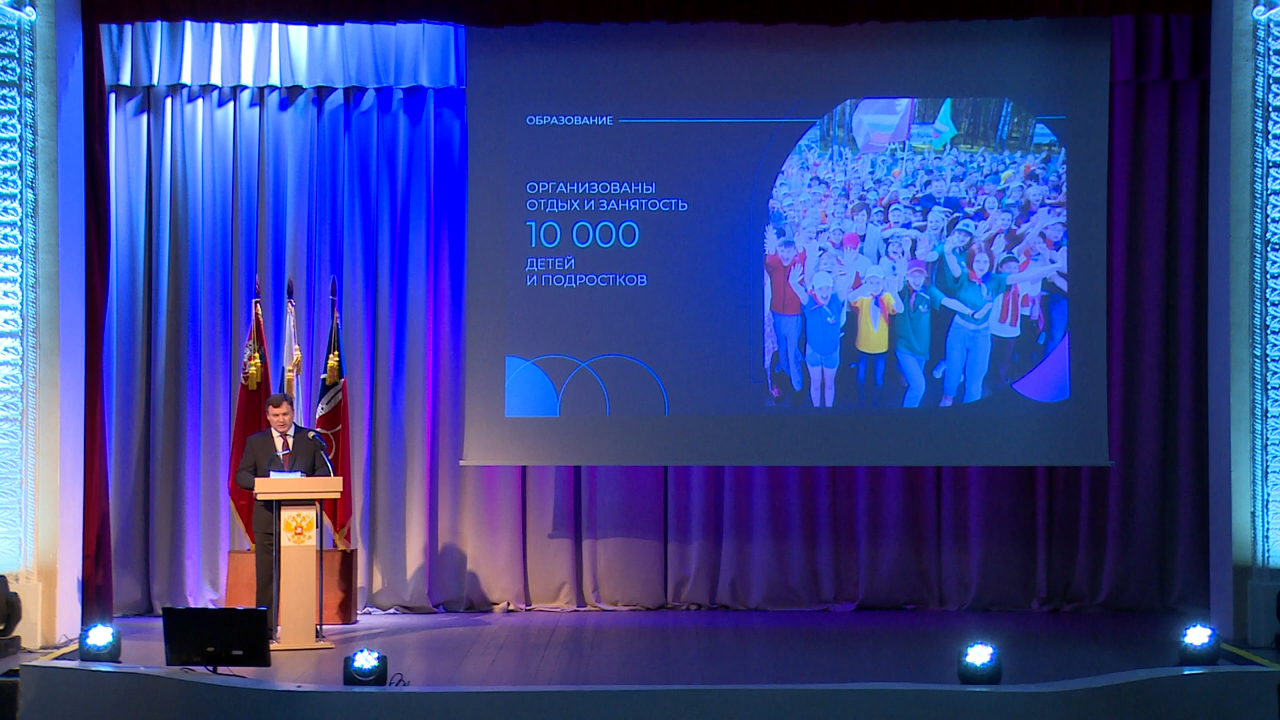 ОБРАЗОВАНИЕ
ОРГАНИЗОВАНЫ
ОТДЫХ И ЗАНЯТОСТЬ
10 000
ДЕТЕЙ
И ПОДРОСТКОВ